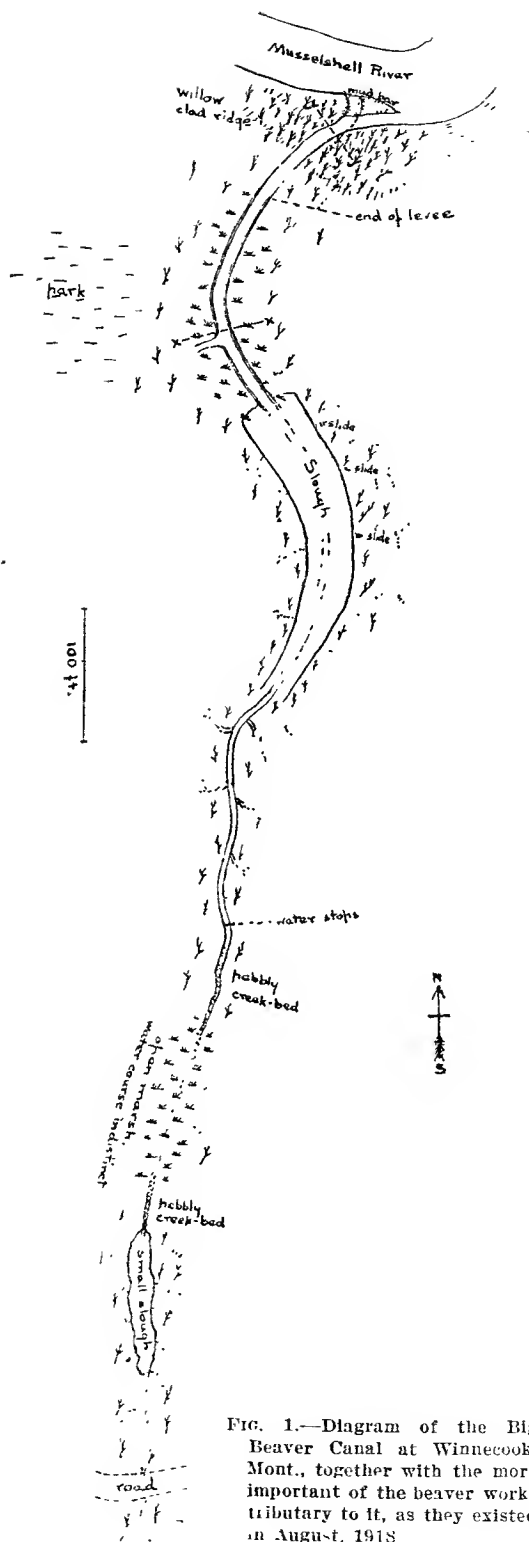 Musselshell River
mud bar
willow
clad ridge
end of levee
park
x
x
slide
Slough
slide
slide
100 ft.
water stops
pebbly
creek-bed
N
S
open marsh
water course indistinct
pebbly
creek-bed
small slough
road
FIG. 1.—Diagram of the Big
Beaver Canal at Winnecook
Mont., together with the mor
important of the beaver work
tributary to it, as they existed
in August, 1918